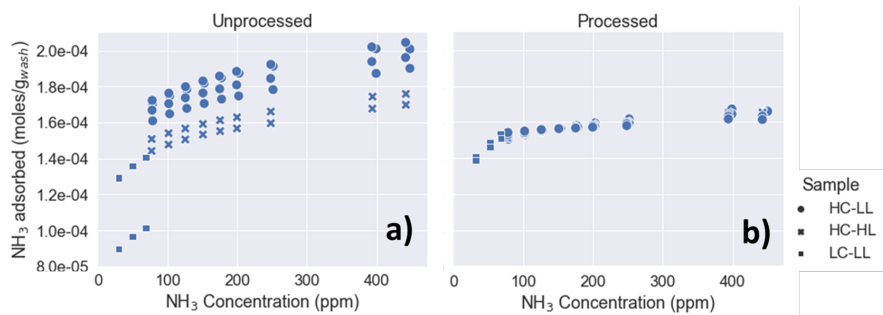 Unprocessed
Processed
NH3 adsorbed (moles/gwash)
2.0e-04
1.8e-04
1.6e-04
1.4e-04
1.2e-04
1.0e-04
8.0e-05
a)
b)
0 100 200 300 400
0 100 200 300 400
NH3 Concentration (ppm)
NH3 Concentration (ppm)
Sample
HC-LL
HC-HL
LC-LL